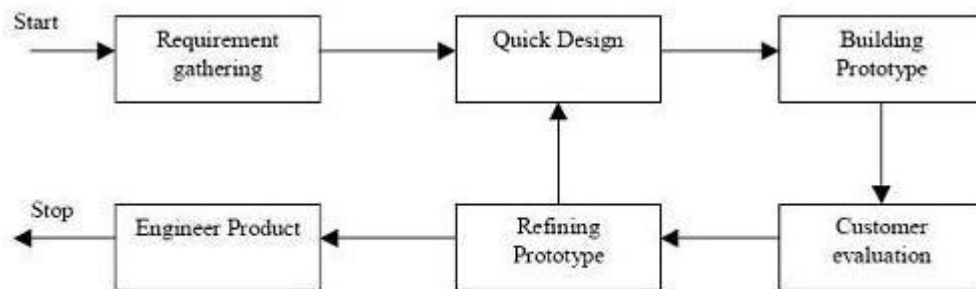 Start
Requirement
gathering
Quick Design
Building
Prototype
Stop
Engineer Product
Refining
Prototype
Customer
evaluation